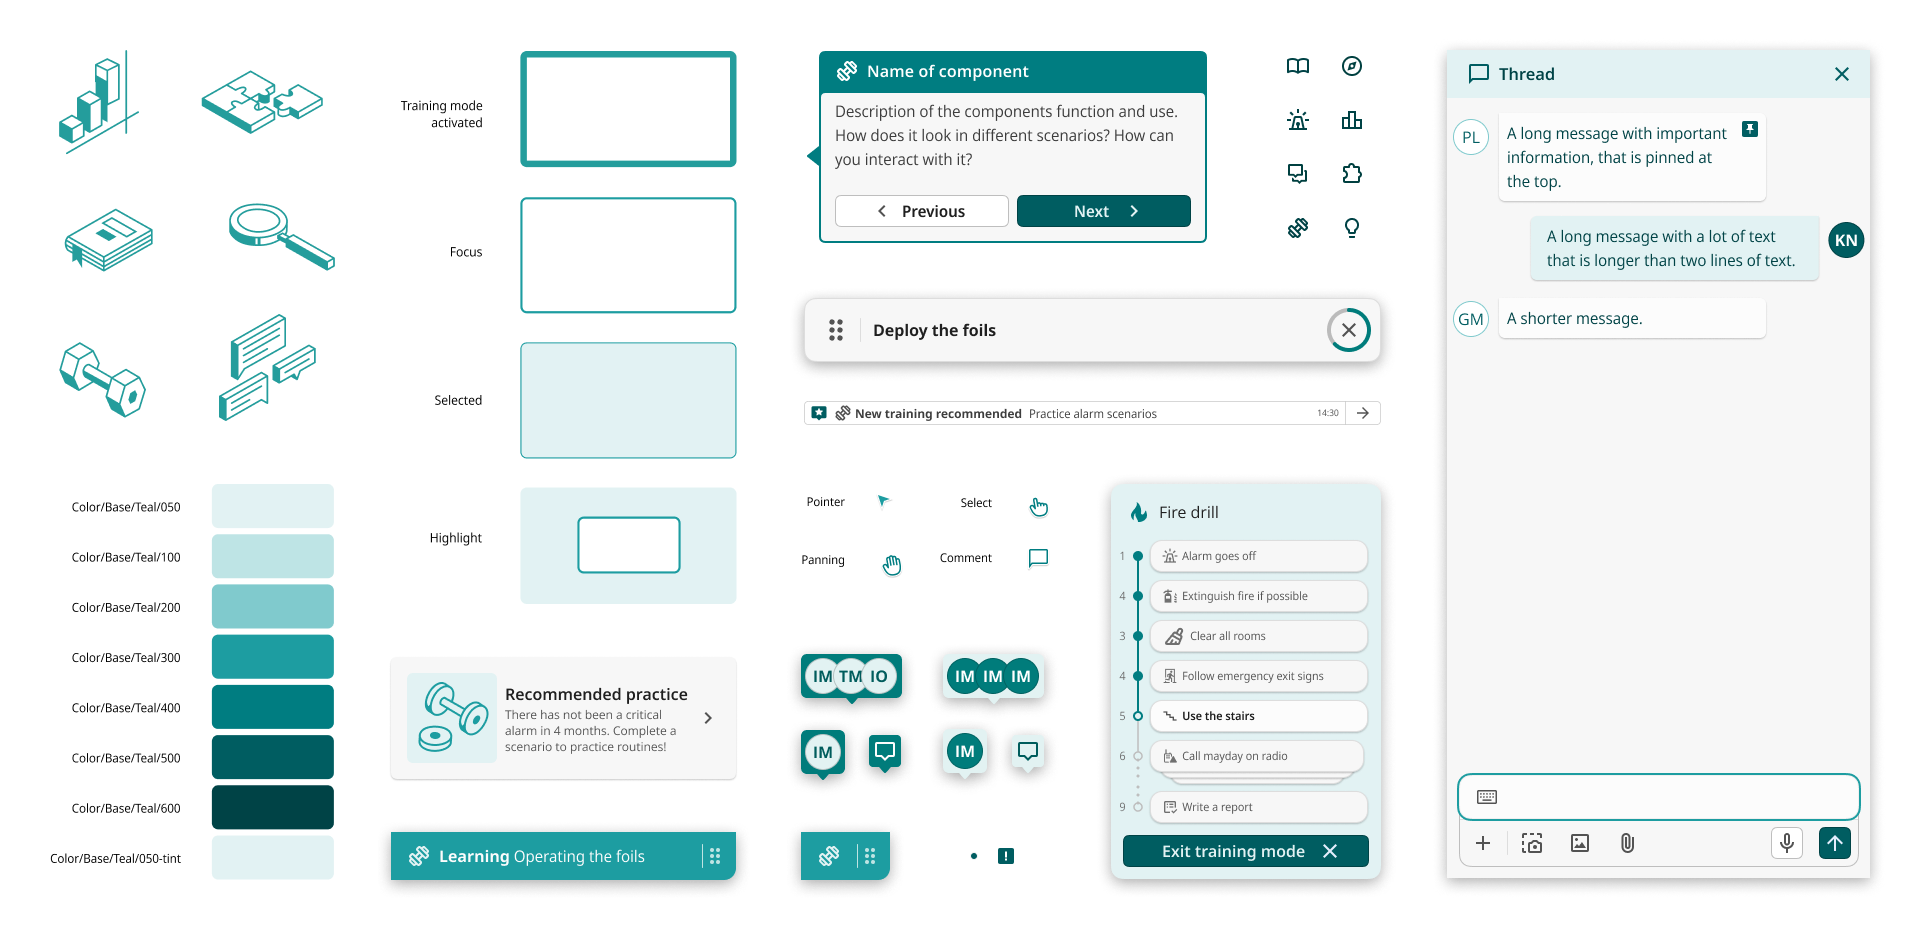 Training mode
activated
Focus
Selected
Highlight
Color/Base/Teal/050
Color/Base/Teal/100
Color/Base/Teal/200
Color/Base/Teal/300
Color/Base/Teal/400
Color/Base/Teal/500
Color/Base/Teal/600
Color/Base/Teal/050-tint
Recommended practice
There has not been a critical
alarm in 4 months. Complete a
scenario to practice routines!
Learning Operating the foils
Name of component
Description of the components function and use.
How does it look in different scenarios? How can
you interact with it?
Previous
Next
Deploy the foils
New training recommended Practice alarm scenarios 14:30
Pointer
Select
Panning
Comment
IM TM IO
IM IM IM
IM
IM
!
Fire drill
1 Alarm goes off
4 Extinguish fire if possible
3 Clear all rooms
4 Follow emergency exit signs
5 Use the stairs
6 Call mayday on radio
9 Write a report
Exit training mode
Thread
PL
A long message with important
information, that is pinned at
the top.
A long message with a lot of text
that is longer than two lines of text.
KN
GM
A shorter message.